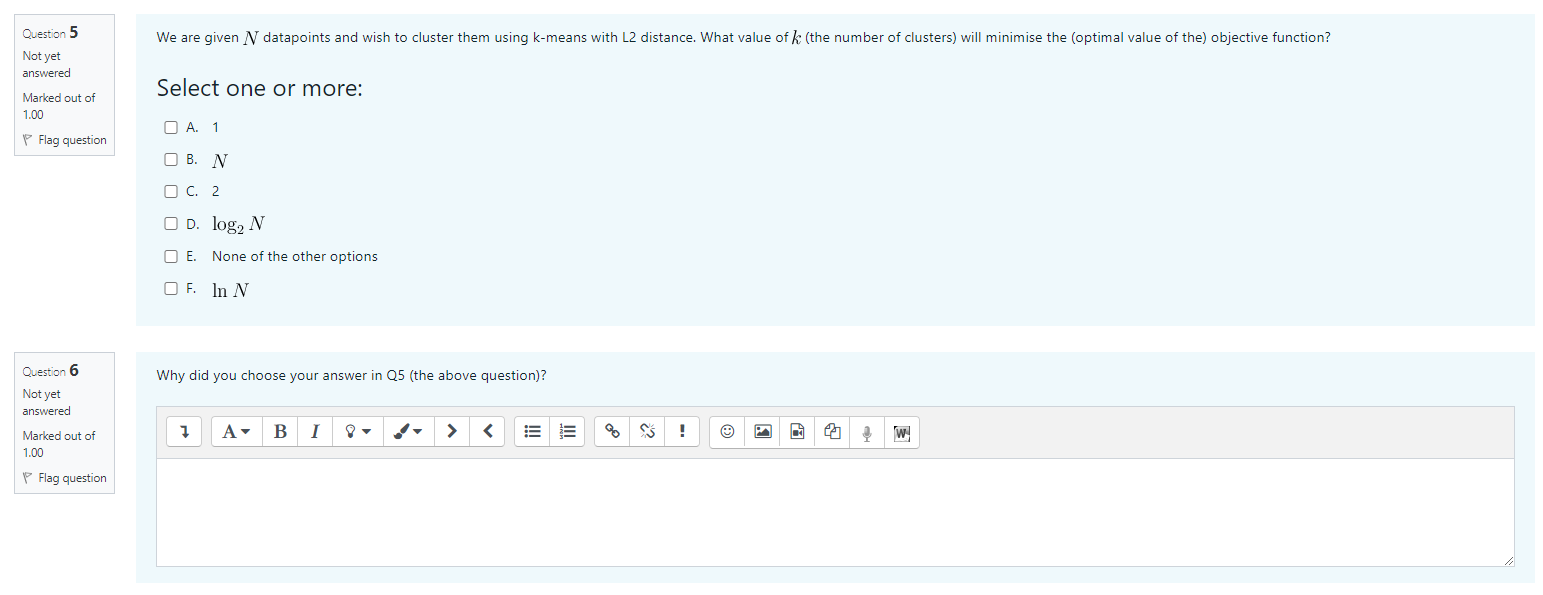 Question 5
Not yet
answered
Marked out of
1.00
Flag question
We are given N datapoints and wish to cluster them using k-means with L2 distance. What value of k (the number of clusters) will minimise the (optimal value of the) objective function?
Select one or more:
A. 1
B. N
C. 2
D. log₂ N
E. None of the other options
F. ln N
Question 6
Not yet
answered
Marked out of
1.00
Flag question
Why did you choose your answer in Q5 (the above question)?
A B I
W